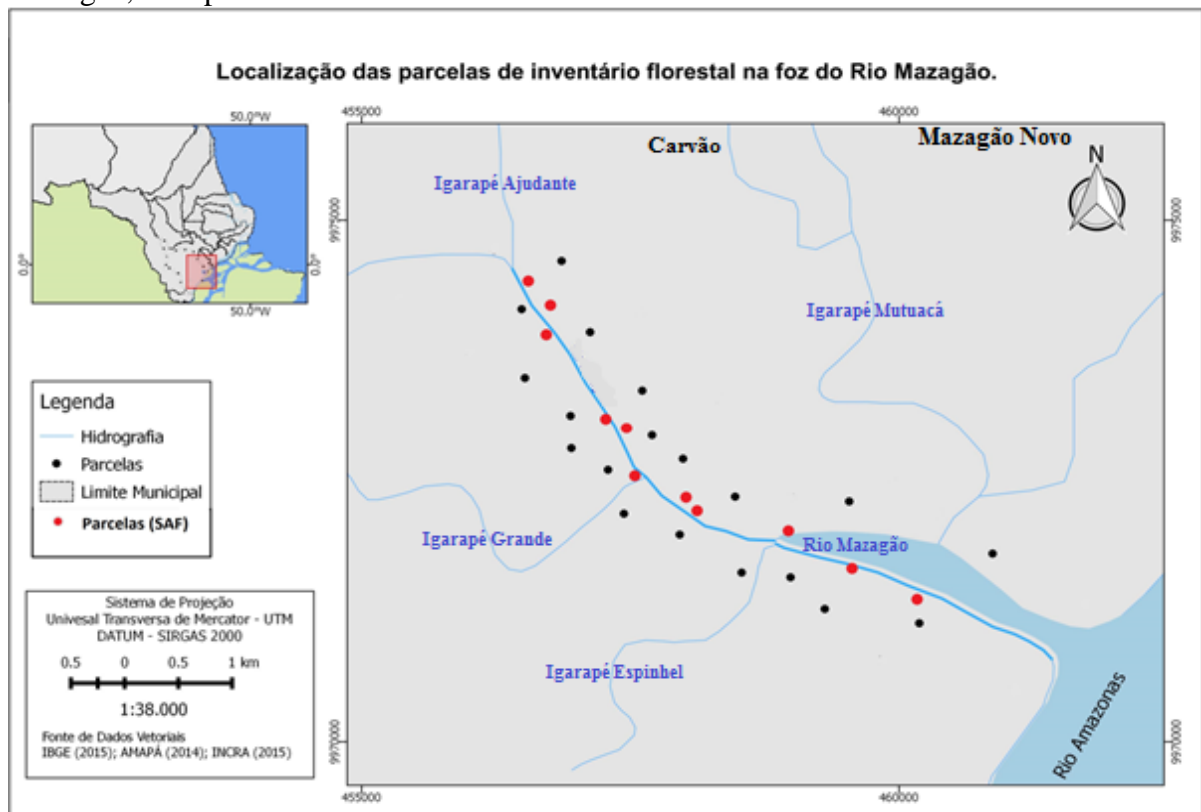 Localização das parcelas de inventário florestal na foz do Rio Mazagão.
50.0°W
0.0°
0.0°
50.0°W
Legenda
Hidrografia
Parcelas
Limite Municipal
Parcelas (SAF)
Sistema de Projeção
Univesal Transversa de Mercator - UTM
DATUM - SIRGAS 2000
0.5 0 0.5 1 km
1:38.000
Fonte de Dados Vetoriais
IBGE (2015); AMAPÁ (2014); INCRA (2015)
455000
460000
Carvão
Mazagão Novo
N
Igarapé Ajudante
9975000
9975000
Igarapé Mutuacá
Igarapé Grande
Rio Mazagão
Igarapé Espinhel
Rio Amazonas
9970000
9970000
455000
460000